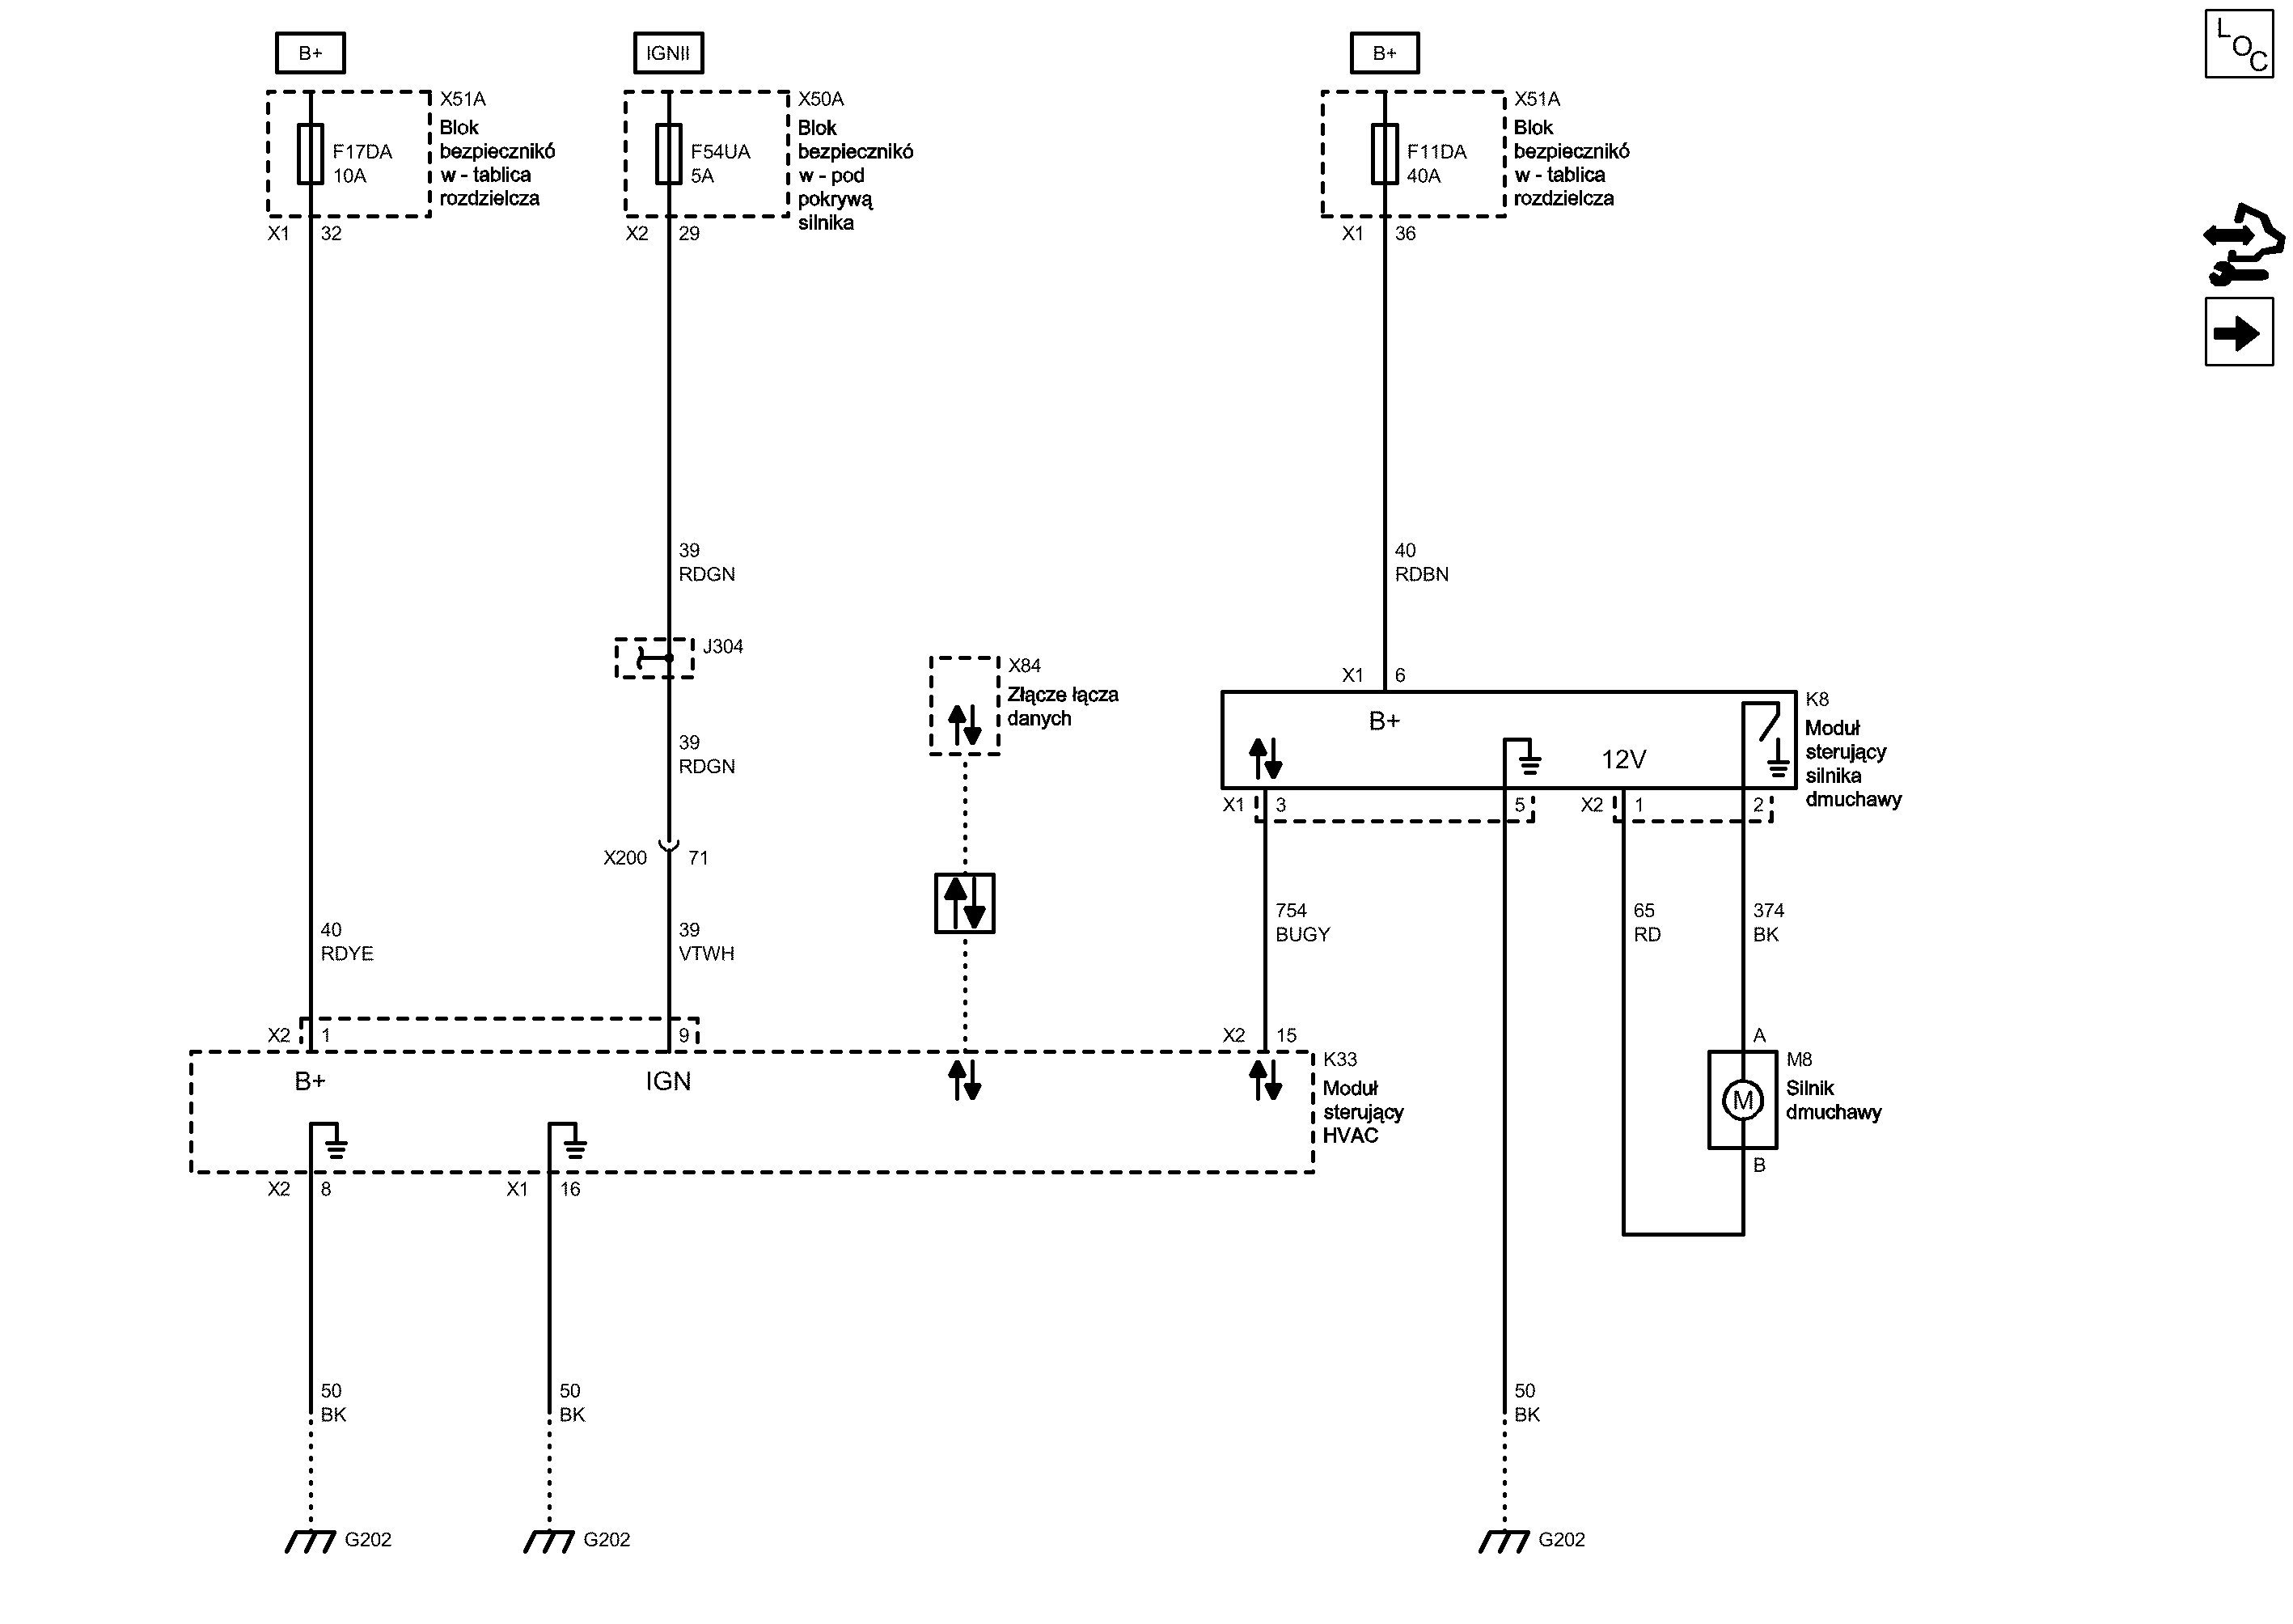 B+
IGNII
B+
LOC
X51A
Blok
bezpiecznikó
w - tablica
rozdzielcza
F17DA
10A
X1 32
X50A
Blok
bezpiecznikó
w - pod
pokrywą
silnika
F54UA
5A
X2 29
X51A
Blok
bezpiecznikó
w - tablica
rozdzielcza
F11DA
40A
X1 36
39
RDGN
40
RDBN
J304
X84
Złącze łącza
danych
X1 6
39
RDGN
B+
12V
K8
Moduł
sterujący
silnika
dmuchawy
X1 3
5
X2 1
2
X200 71
40
RDYE
39
VTWH
754
BUGY
65
RD
374
BK
X2 1
9
X2 15
A
B+
IGN
K33
Moduł
sterujący
HVAC
M
M8
Silnik
dmuchawy
B
X2 8
X1 16
50
BK
50
BK
50
BK
G202
G202
G202